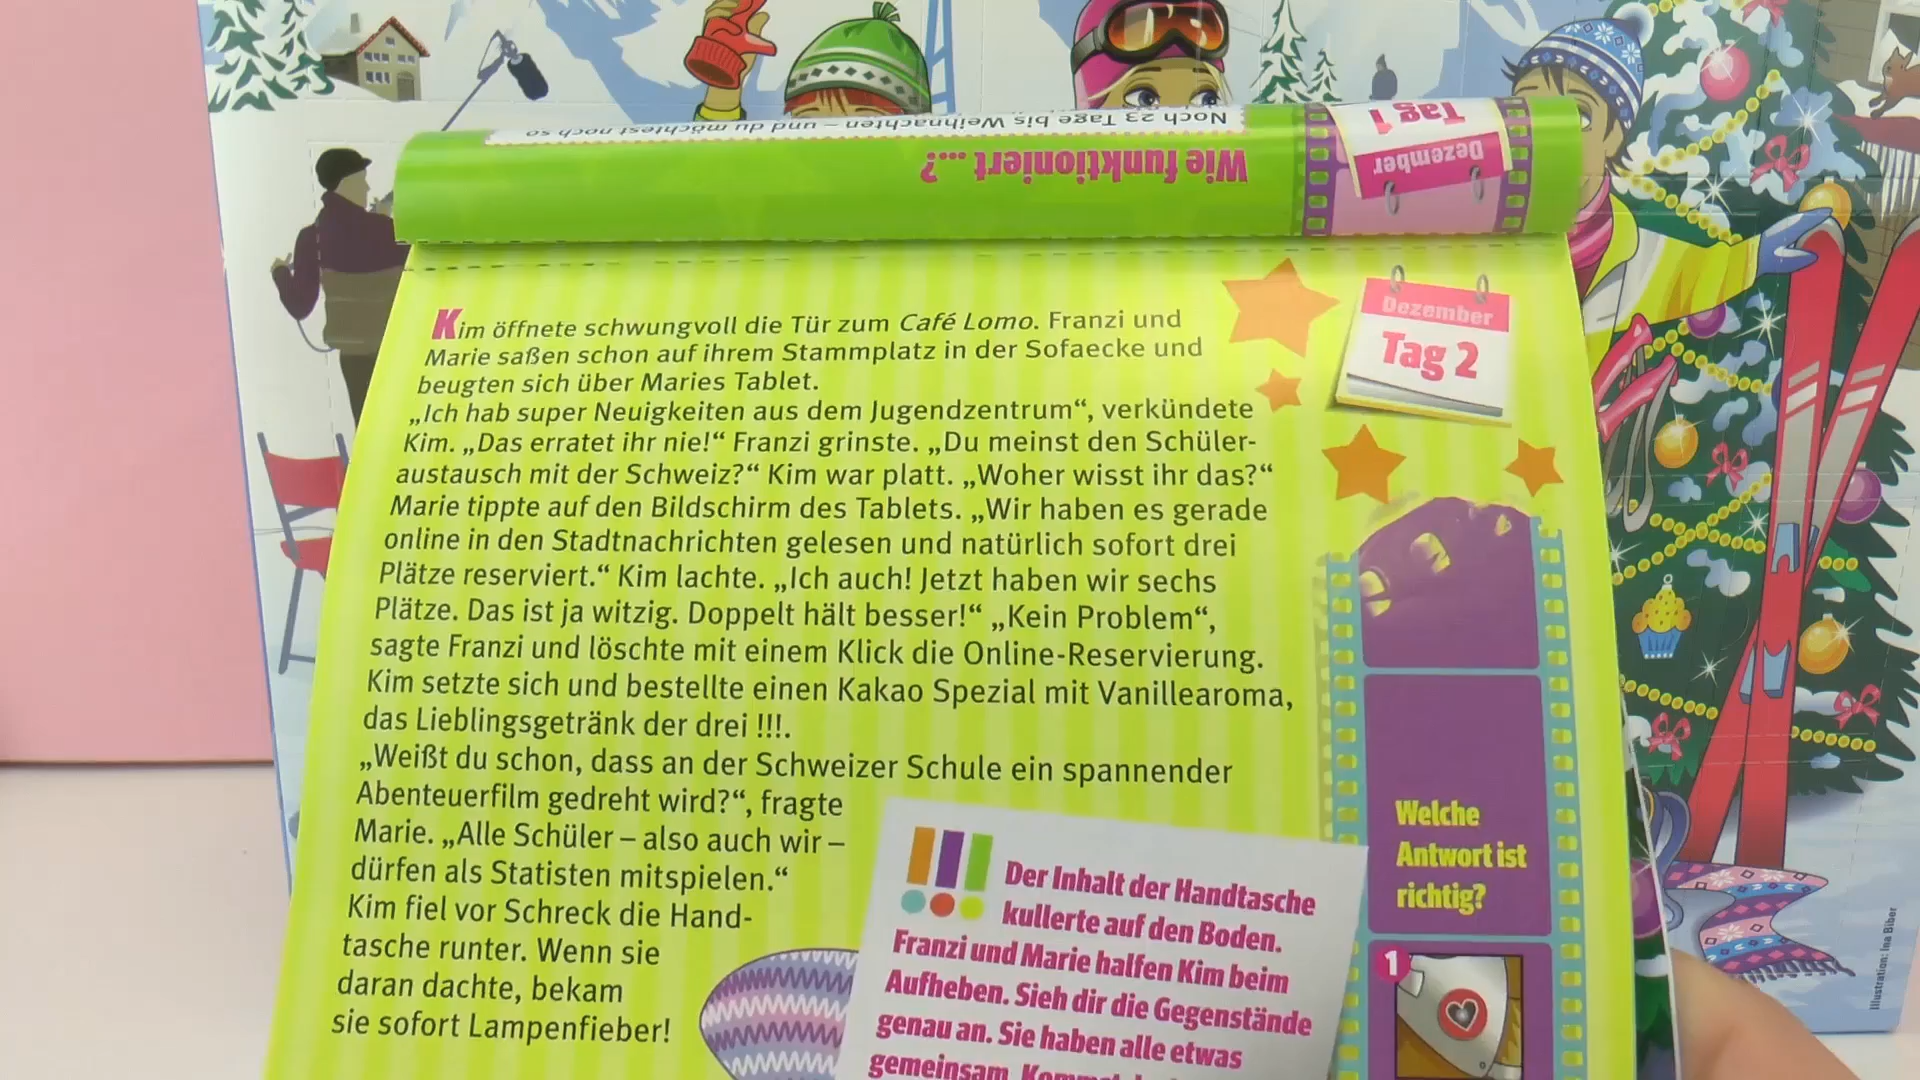 Noch 23 Tage bis Weihnachten – und du möchtest noch so
Wie funktioniert ...?
Dezember
Tag 1
Dezember
Tag 2
Kim öffnete schwungvoll die Tür zum Café Lomo. Franzi und
Marie saßen schon auf ihrem Stammplatz in der Sofaecke und
beugten sich über Maries Tablet.
„Ich hab super Neuigkeiten aus dem Jugendzentrum“, verkündete
Kim. „Das erratet ihr nie!“ Franzi grinste. „Du meinst den Schüler-
austausch mit der Schweiz?“ Kim war platt. „Woher wisst ihr das?“
Marie tippte auf den Bildschirm des Tablets. „Wir haben es gerade
online in den Stadtnachrichten gelesen und natürlich sofort drei
Plätze reserviert.“ Kim lachte. „Ich auch! Jetzt haben wir sechs
Plätze. Das ist ja witzig. Doppelt hält besser!“ „Kein Problem“,
sagte Franzi und löschte mit einem Klick die Online-Reservierung.
Kim setzte sich und bestellte einen Kakao Spezial mit Vanillearoma,
das Lieblingsgetränk der drei !!!.
„Weißt du schon, dass an der Schweizer Schule ein spannender
Abenteuerfilm gedreht wird?“, fragte
Marie. „Alle Schüler – also auch wir –
dürfen als Statisten mitspielen.“
Kim fiel vor Schreck die Hand-
tasche runter. Wenn sie
daran dachte, bekam
sie sofort Lampenfieber!
!!!
Der Inhalt der Handtasche
kullerte auf den Boden.
Franzi und Marie halfen Kim beim
Aufheben. Sieh dir die Gegenstände
genau an. Sie haben alle etwas
gemeinsam.
Welche
Antwort ist
richtig?
1
Illustration: Ina Biber